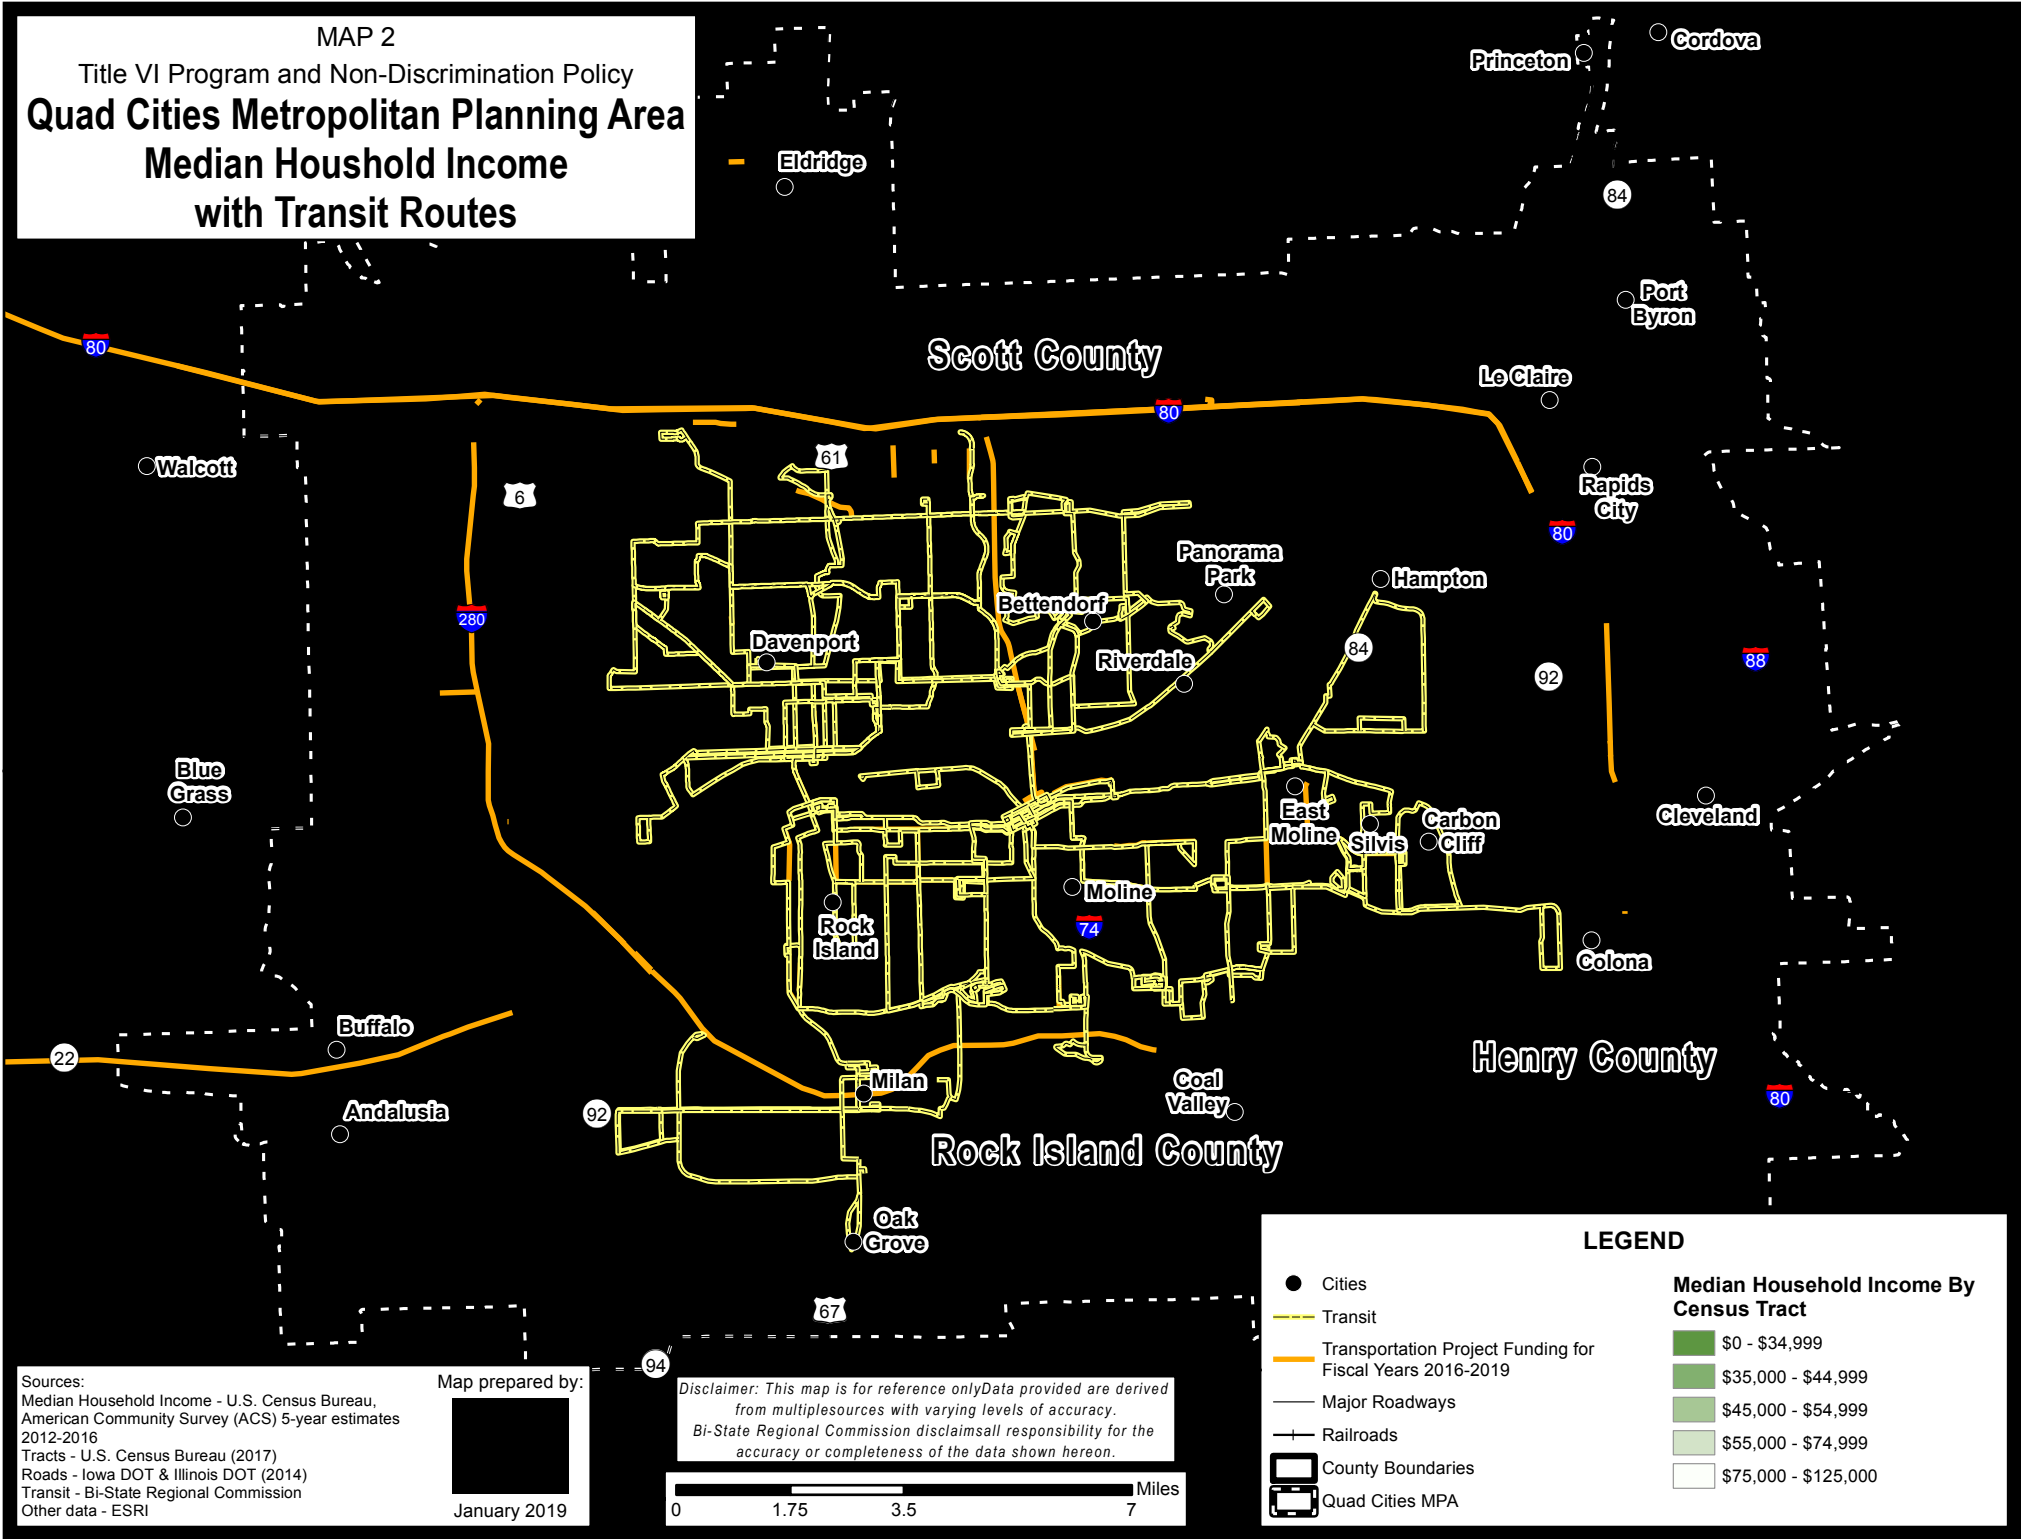 MAP 2
Title VI Program and Non-Discrimination Policy
Quad Cities Metropolitan Planning Area
Median Houshold Income
with Transit Routes
Princeton
Cordova
Eldridge
84
Port
Byron
Scott County
80
Le Claire
80
Walcott
61
6
Rapids
City
80
Panorama
Park
Hampton
Bettendorf
280
Davenport
84
Riverdale
88
92
Blue
Grass
East
Moline
Silvis
Carbon
Cliff
Cleveland
Moline
Rock
Island
74
Colona
Buffalo
22
Henry County
Milan
Coal
Valley
80
Andalusia
92
Rock Island County
Oak
Grove
67
94
LEGEND
Cities
Transit
Transportation Project Funding for
Fiscal Years 2016-2019
Major Roadways
Railroads
County Boundaries
Quad Cities MPA
Median Household Income By
Census Tract
$0 - $34,999
$35,000 - $44,999
$45,000 - $54,999
$55,000 - $74,999
$75,000 - $125,000
Sources:
Median Household Income - U.S. Census Bureau,
American Community Survey (ACS) 5-year estimates
2012-2016
Tracts - U.S. Census Bureau (2017)
Roads - Iowa DOT & Illinois DOT (2014)
Transit - Bi-State Regional Commission
Other data - ESRI
Map prepared by:
January 2019
Disclaimer: This map is for reference onlyData provided are derived
from multiplesources with varying levels of accuracy.
Bi-State Regional Commission disclaimsall responsibility for the
accuracy or completeness of the data shown hereon.
Miles
0 1.75 3.5 7